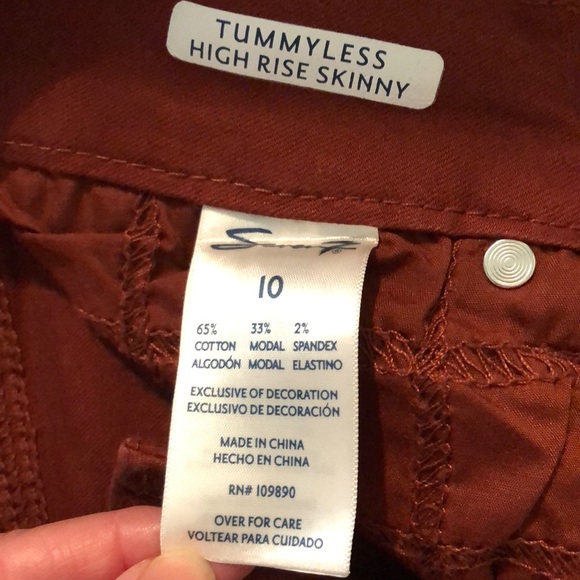 TUMMYLESS
HIGH RISE SKINNY
Seven7®
10
65% 33% 2%
COTTON MODAL SPANDEX
ALGODÓN MODAL ELASTINO
EXCLUSIVE OF DECORATION
EXCLUSIVO DE DECORACIÓN
MADE IN CHINA
HECHO EN CHINA
RN# 109890
OVER FOR CARE
VOLTEAR PARA CUIDADO